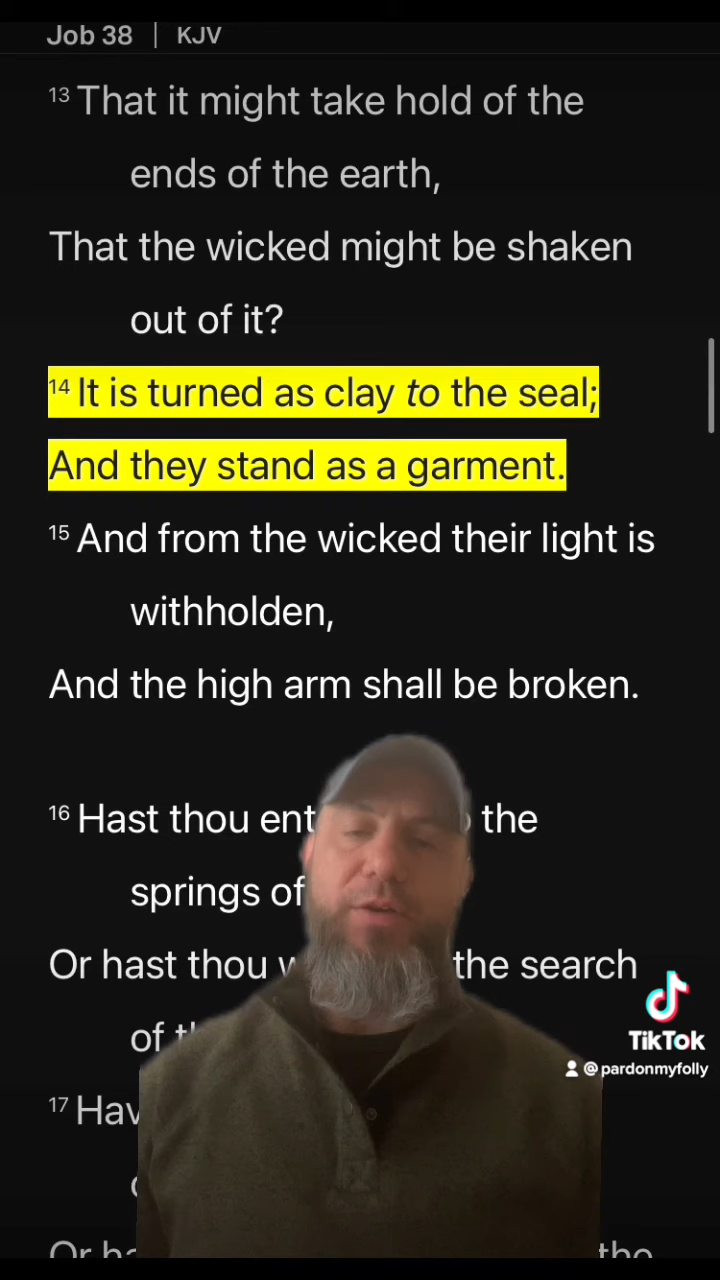 Job 38 | KJV
13 That it might take hold of the
ends of the earth,
That the wicked might be shaken
out of it?
14 It is turned as clay to the seal;
And they stand as a garment.
15 And from the wicked their light is
withholden,
And the high arm shall be broken.
16 Hast thou the
springs of
Or hast thou the search
of
17
TikTok
@pardonmyfolly